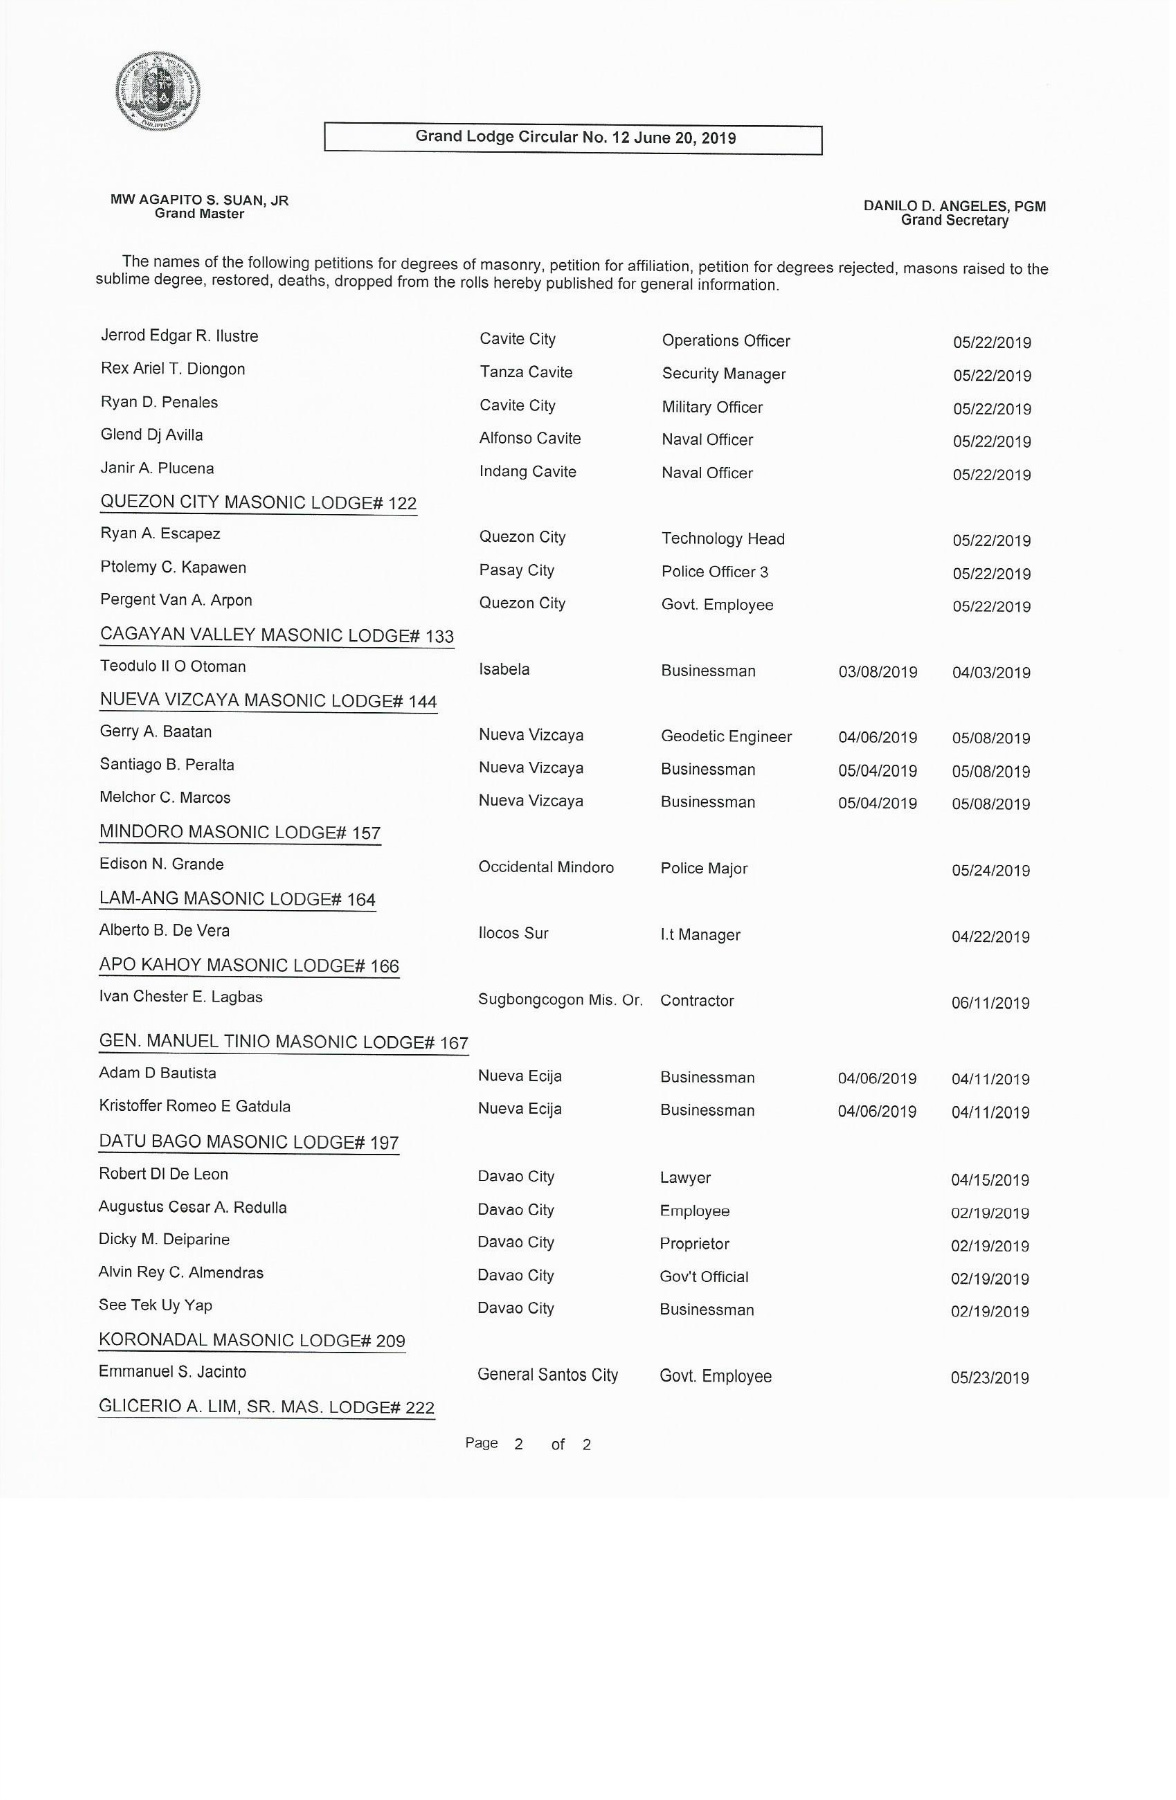 Grand Lodge Circular No. 12 June 20, 2019
MW AGAPITO S. SUAN, JR
Grand Master
DANILO D. ANGELES, PGM
Grand Secretary
The names of the following petitions for degrees of masonry, petition for affiliation, petition for degrees rejected, masons raised to the
sublime degree, restored, deaths, dropped from the rolls hereby published for general information.
Jerrod Edgar R. Ilustre Cavite City Operations Officer 05/22/2019
Rex Ariel T. Diongon Tanza Cavite Security Manager 05/22/2019
Ryan D. Penales Cavite City Military Officer 05/22/2019
Glend Dj Avilla Alfonso Cavite Naval Officer 05/22/2019
Janir A. Plucena Indang Cavite Naval Officer 05/22/2019
QUEZON CITY MASONIC LODGE# 122
Ryan A. Escapez Quezon City Technology Head 05/22/2019
Ptolemy C. Kapawen Pasay City Police Officer 3 05/22/2019
Pergent Van A. Arpon Quezon City Govt. Employee 05/22/2019
CAGAYAN VALLEY MASONIC LODGE# 133
Teodulo II O Otoman Isabela Businessman 03/08/2019 04/03/2019
NUEVA VIZCAYA MASONIC LODGE# 144
Gerry A. Baatan Nueva Vizcaya Geodetic Engineer 04/06/2019 05/08/2019
Santiago B. Peralta Nueva Vizcaya Businessman 05/04/2019 05/08/2019
Melchor C. Marcos Nueva Vizcaya Businessman 05/04/2019 05/08/2019
MINDORO MASONIC LODGE# 157
Edison N. Grande Occidental Mindoro Police Major 05/24/2019
LAM-ANG MASONIC LODGE# 164
Alberto B. De Vera Ilocos Sur I.t Manager 04/22/2019
APO KAHOY MASONIC LODGE# 166
Ivan Chester E. Lagbas Sugbongcogon Mis. Or. Contractor 06/11/2019
GEN. MANUEL TINIO MASONIC LODGE# 167
Adam D Bautista Nueva Ecija Businessman 04/06/2019 04/11/2019
Kristoffer Romeo E Gatdula Nueva Ecija Businessman 04/06/2019 04/11/2019
DATU BAGO MASONIC LODGE# 197
Robert Dl De Leon Davao City Lawyer 04/15/2019
Augustus Cesar A. Redulla Davao City Employee 02/19/2019
Dicky M. Deiparine Davao City Proprietor 02/19/2019
Alvin Rey C. Almendras Davao City Gov't Official 02/19/2019
See Tek Uy Yap Davao City Businessman 02/19/2019
KORONADAL MASONIC LODGE# 209
Emmanuel S. Jacinto General Santos City Govt. Employee 05/23/2019
GLICERIO A. LIM, SR. MAS. LODGE# 222
Page 2 of 2